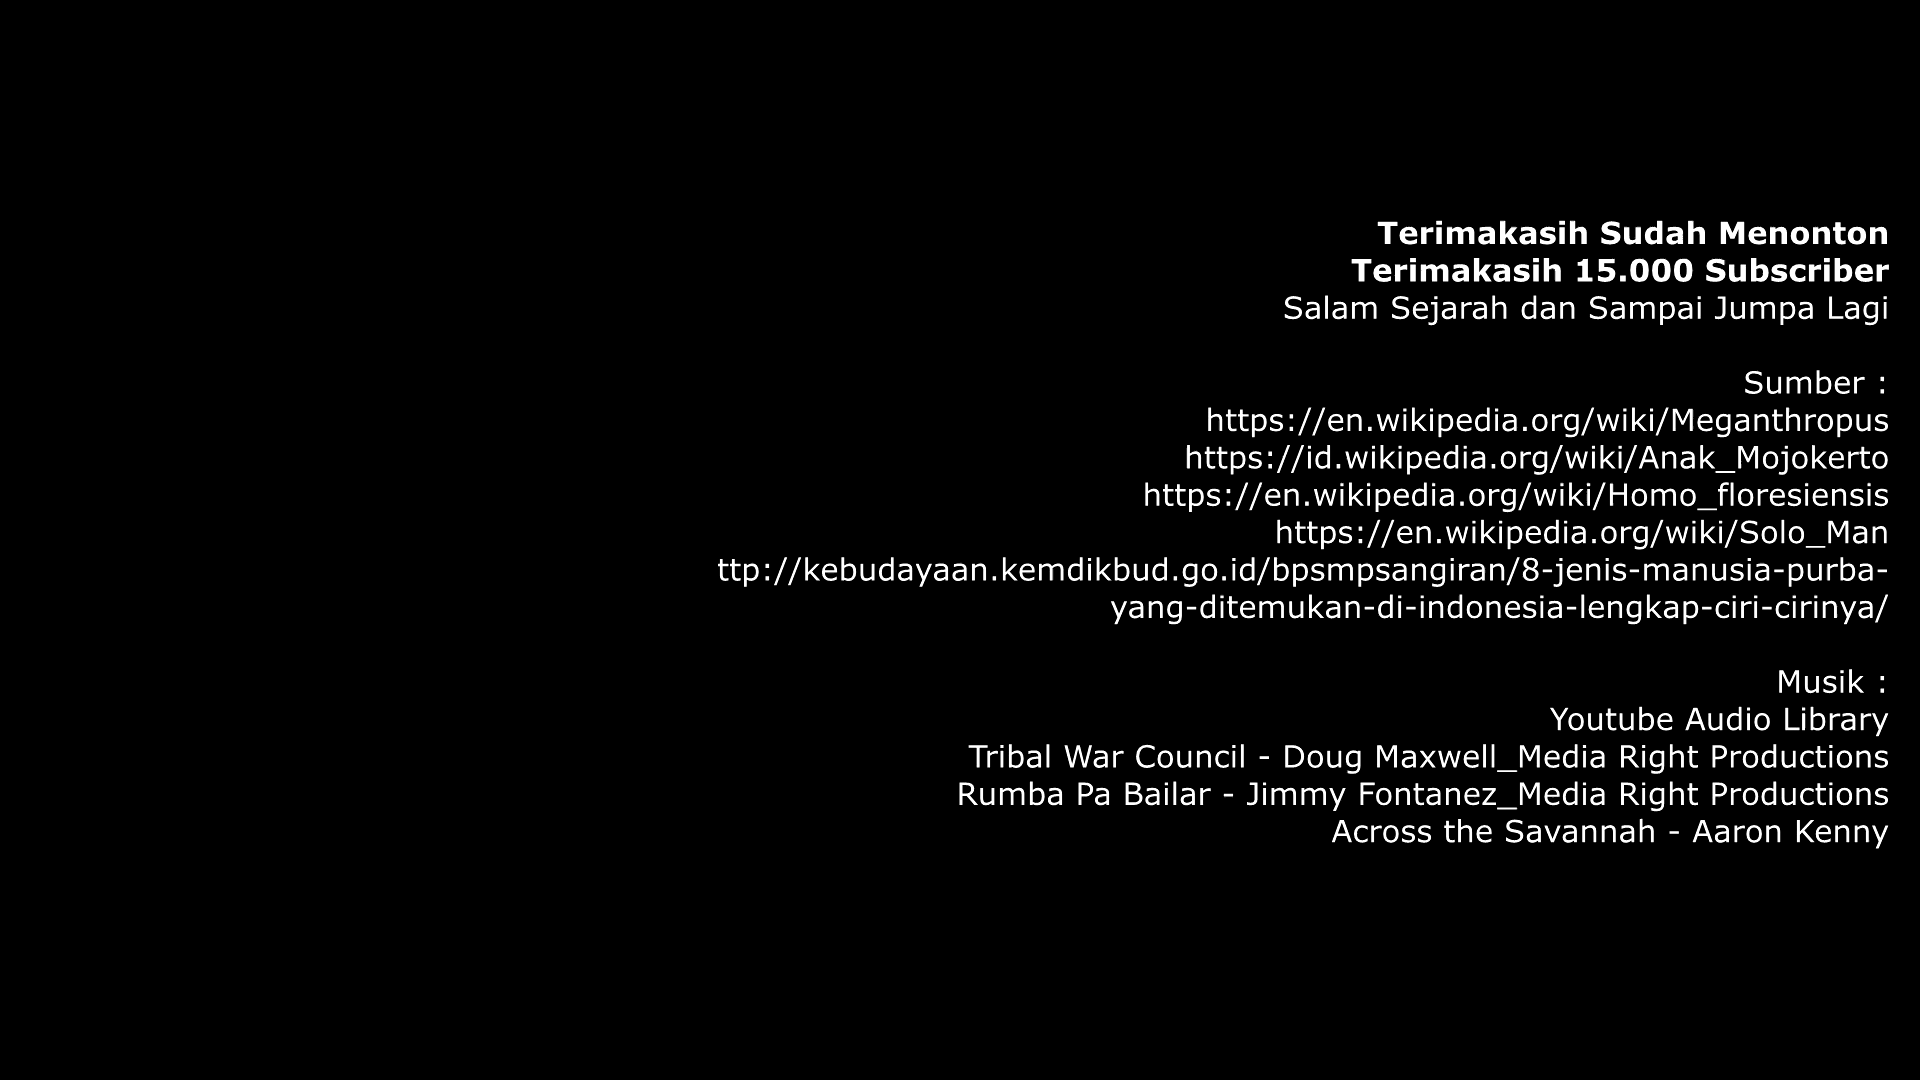 Terimakasih Sudah Menonton
Terimakasih 15.000 Subscriber
Salam Sejarah dan Sampai Jumpa Lagi
Sumber :
https://en.wikipedia.org/wiki/Meganthropus
https://id.wikipedia.org/wiki/Anak_Mojokerto
https://en.wikipedia.org/wiki/Homo_floresiensis
https://en.wikipedia.org/wiki/Solo_Man
ttp://kebudayaan.kemdikbud.go.id/bpsmpsangiran/8-jenis-manusia-purba-
yang-ditemukan-di-indonesia-lengkap-ciri-cirinya/
Musik :
Youtube Audio Library
Tribal War Council - Doug Maxwell_Media Right Productions
Rumba Pa Bailar - Jimmy Fontanez_Media Right Productions
Across the Savannah - Aaron Kenny